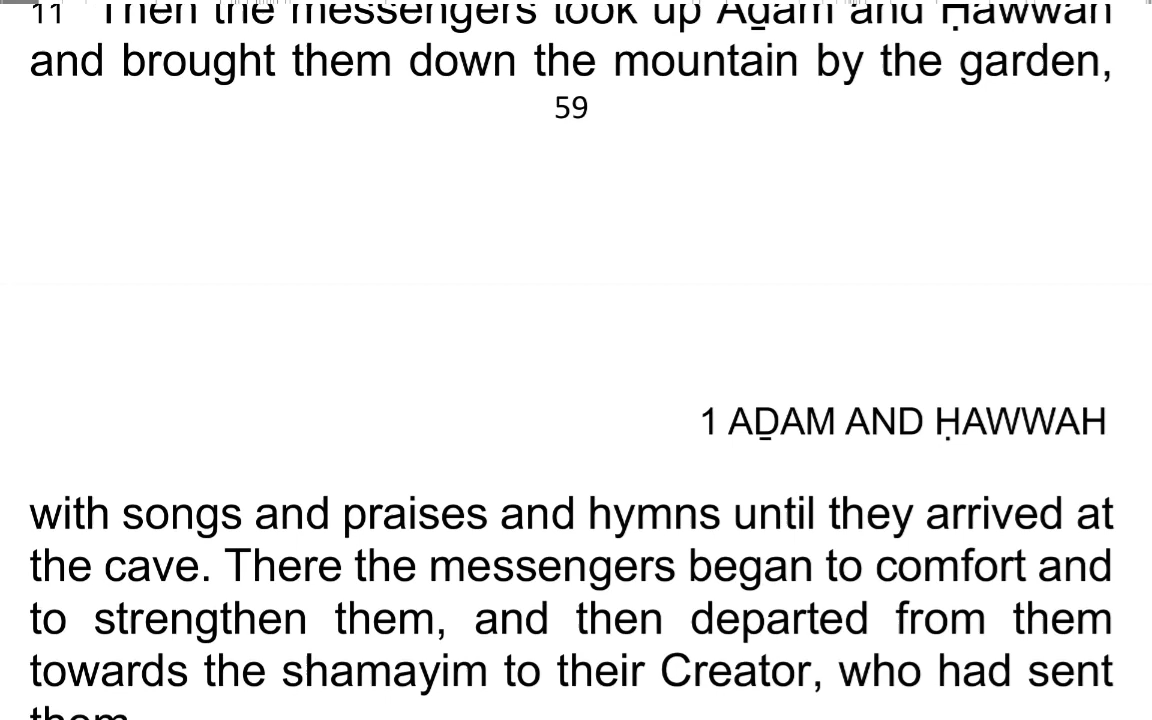 11 Then the messengers took up Aḏam and Ḥawwah
and brought them down the mountain by the garden,
59
1 AḎAM AND ḤAWWAH
with songs and praises and hymns until they arrived at
the cave. There the messengers began to comfort and
to strengthen them, and then departed from them
towards the shamayim to their Creator, who had sent
them